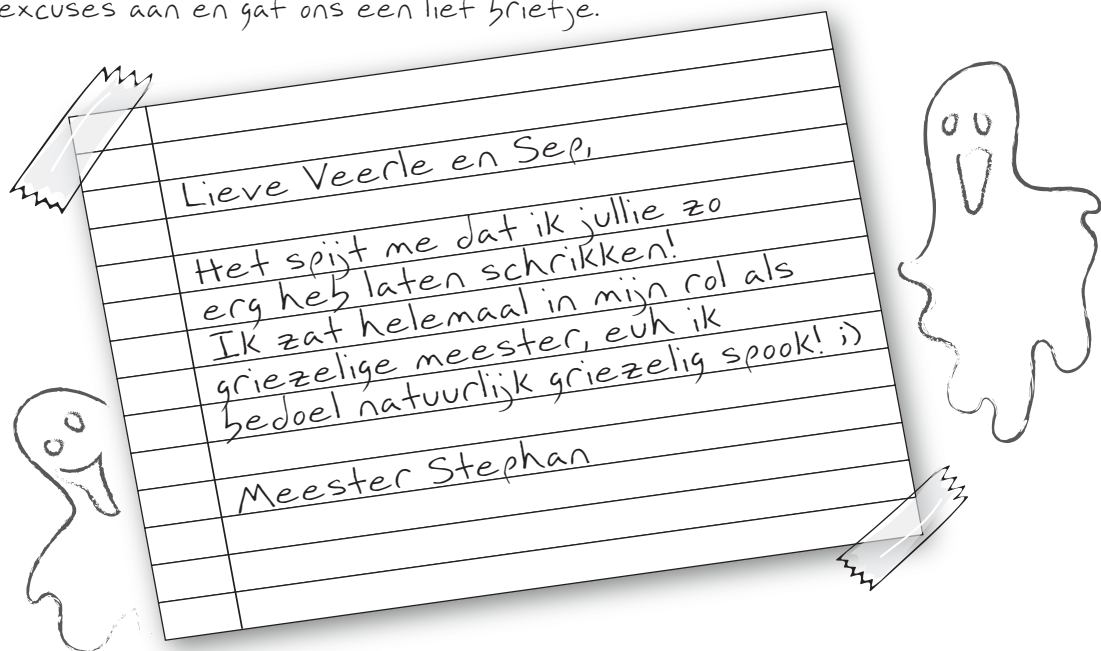 excuses aan en gaf ons een lief briefje.
Lieve Veerle en Sep,
Het spijt me dat ik jullie zo
erg heb laten schrikken!
Ik zat helemaal in mijn rol als
griezelige meester, euh ik
bedoel natuurlijk griezelig spook! ;)
Meester Stephan